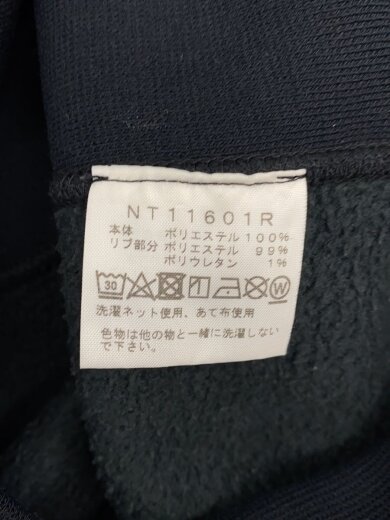 NT11601R
本体 ポリエステル 100%
リブ部分 ポリエステル 99%
ポリウレタン 1%
30 W
洗濯ネット使用、あて布使用
色物は他の物と一緒に洗濯しない
で下さい。